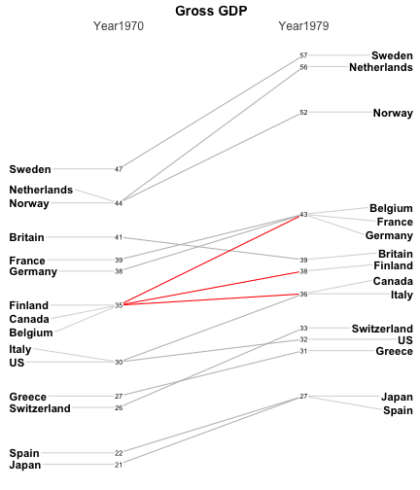 Gross GDP
Year1970 Year1979
57 Sweden
56 Netherlands
52 Norway
Sweden 47
Netherlands
Norway 44
Belgium
43 France
Germany
Britain 41
39 Britain
France 39
Germany 38
38 Finland
Canada
36 Italy
Finland 35
Canada
Belgium
33 Switzerland
32 US
31 Greece
Italy
US 30
Greece 27
Switzerland 26
27 Japan
Spain
Spain 22
Japan 21